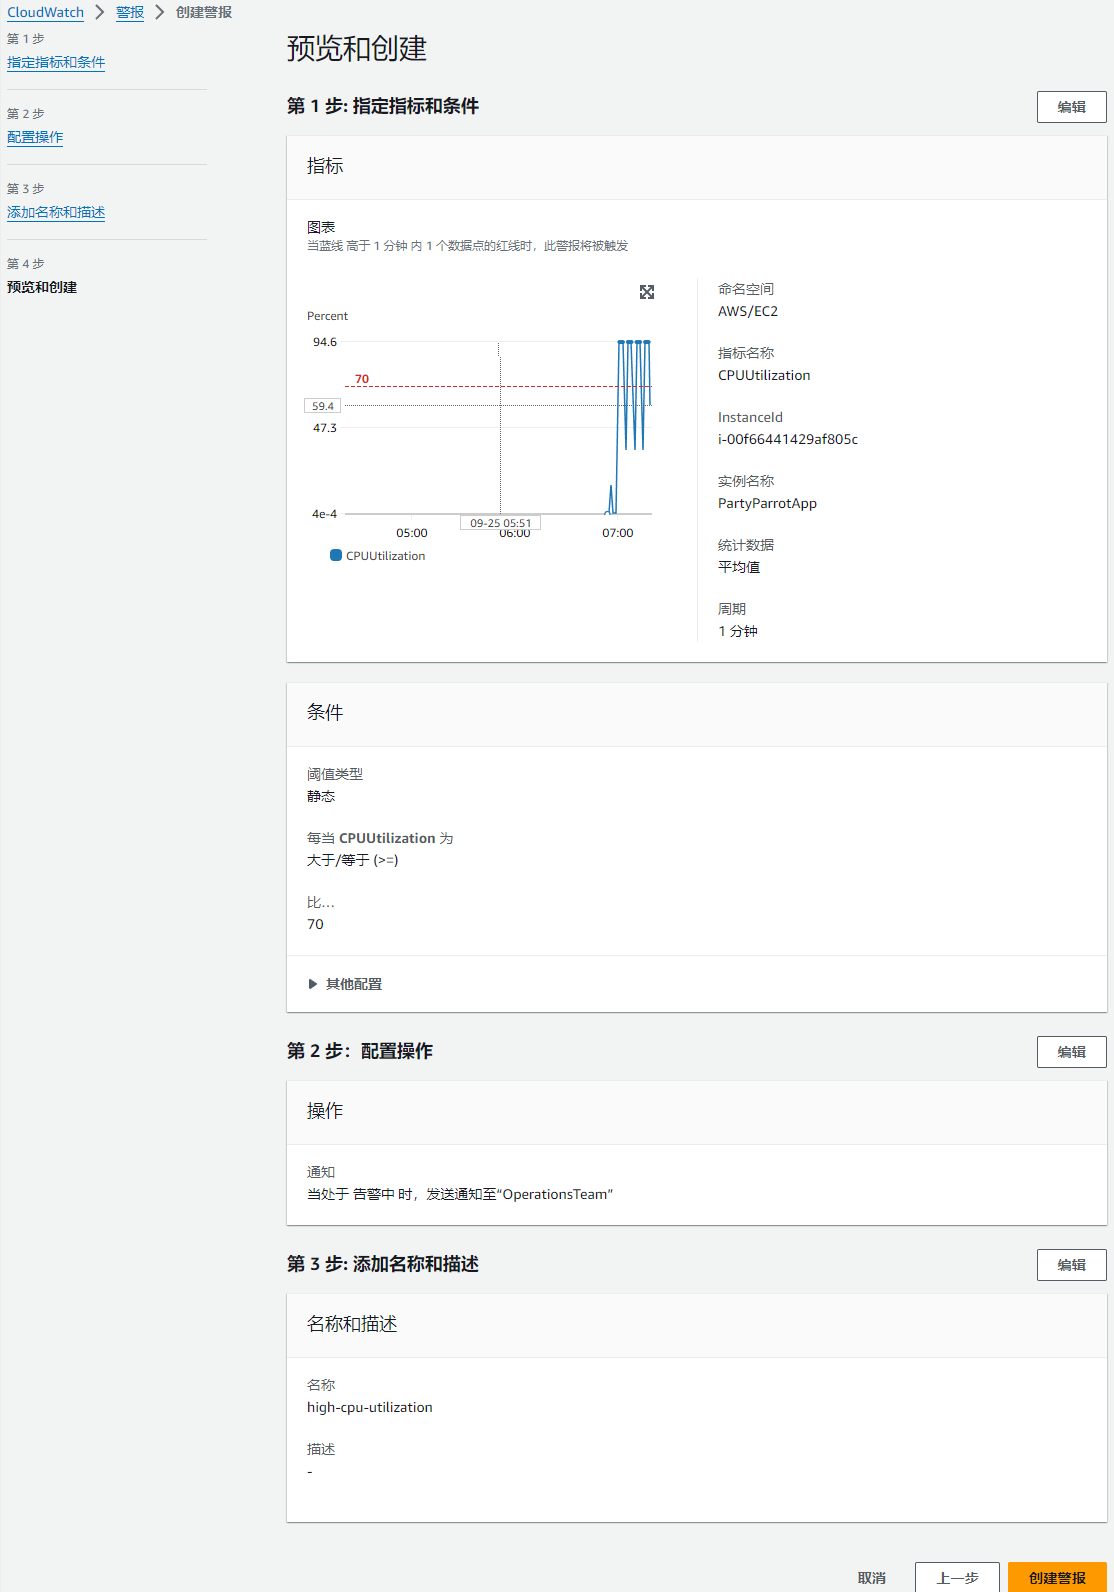 CloudWatch > 警报 > 创建警报
第 1 步
指定指标和条件
第 2 步
配置操作
第 3 步
添加名称和描述
第 4 步
预览和创建
预览和创建
第 1 步: 指定指标和条件
编辑
指标
图表
当蓝线 高于 1 分钟 内 1 个数据点的红线时，此警报将被触发
Percent
94.6
70
59.4
47.3
4e-4
09-25 05:51
05:00 06:00 07:00
CPUUtilization
命名空间
AWS/EC2
指标名称
CPUUtilization
InstanceId
i-00f66441429af805c
实例名称
PartyParrotApp
统计数据
平均值
周期
1 分钟
条件
阈值类型
静态
每当 CPUUtilization 为
大于/等于 (>=)
比…
70
其他配置
第 2 步：配置操作
编辑
操作
通知
当处于 告警中 时，发送通知至“OperationsTeam”
第 3 步: 添加名称和描述
编辑
名称和描述
名称
high-cpu-utilization
描述
-
取消 上一步 创建警报